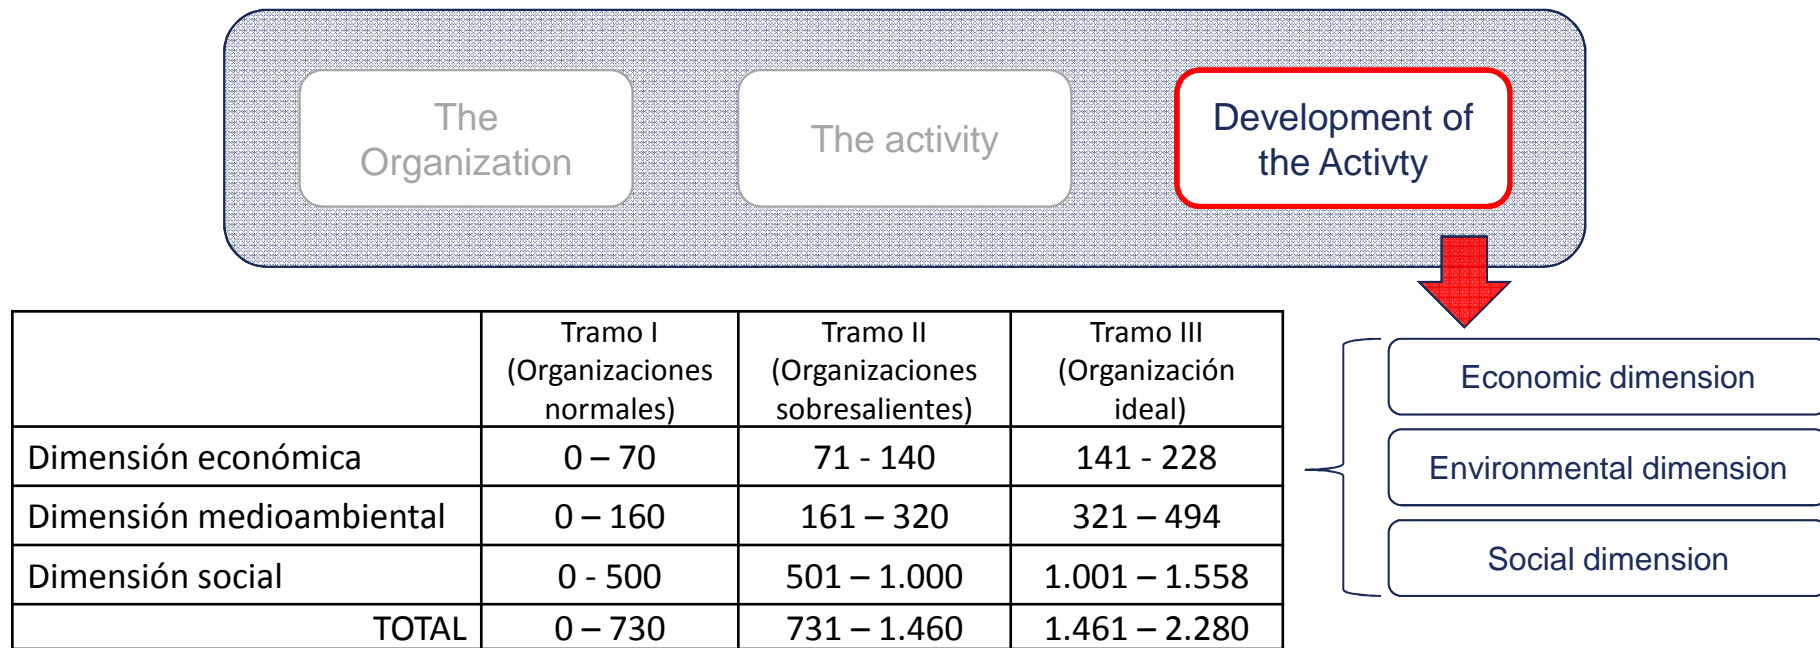 The
Organization
The activity
Development of
the Activty
Tramo I
(Organizaciones
normales)
Tramo II
(Organizaciones
sobresalientes)
Tramo III
(Organización
ideal)
Dimensión económica 0 – 70 71 - 140 141 - 228
Dimensión medioambiental 0 – 160 161 – 320 321 – 494
Dimensión social 0 - 500 501 – 1.000 1.001 – 1.558
TOTAL 0 – 730 731 – 1.460 1.461 – 2.280
Economic dimension
Environmental dimension
Social dimension